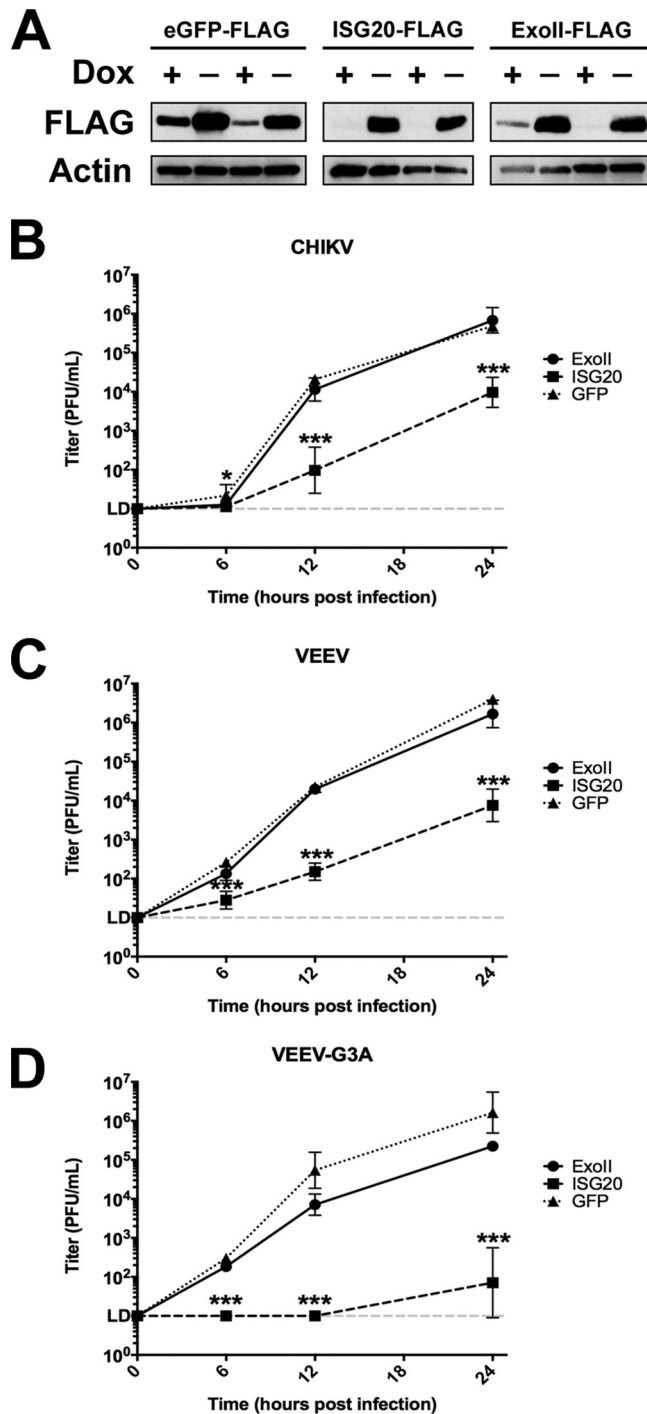 A
eGFP-FLAG ISG20-FLAG ExoII-FLAG
Dox + − + − + − + − + − + −
FLAG
Actin
B
CHIKV
10⁷
10⁶
10⁵
10⁴
10³
10²
LD
10⁰
Titer (PFU/mL)
* *** ***
0 6 12 18 24
Time (hours post infection)
ExoII
ISG20
GFP
C
VEEV
10⁷
10⁶
10⁵
10⁴
10³
10²
LD
10⁰
Titer (PFU/mL)
*** *** ***
0 6 12 18 24
Time (hours post infection)
ExoII
ISG20
GFP
D
VEEV-G3A
10⁷
10⁶
10⁵
10⁴
10³
10²
LD
10⁰
Titer (PFU/mL)
*** *** ***
0 6 12 18 24
Time (hours post infection)
ExoII
ISG20
GFP